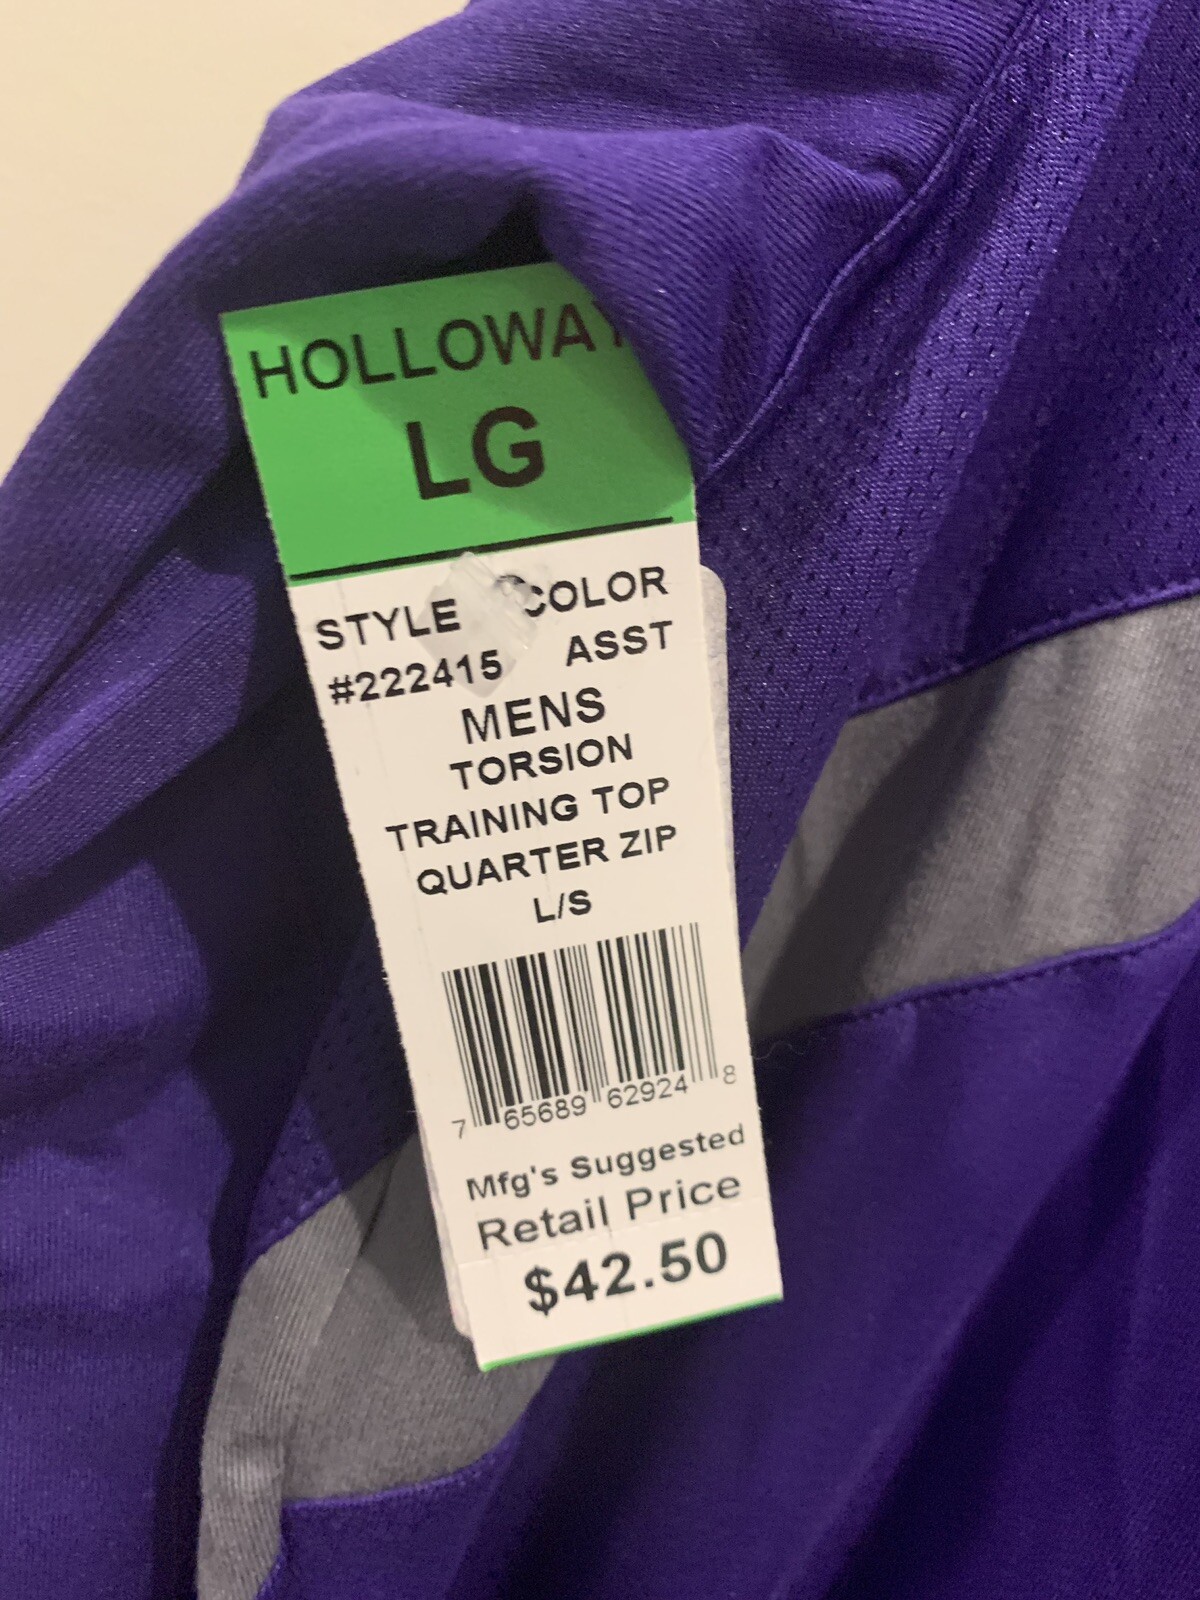 HOLLOWAY
LG
STYLE COLOR
#222415 ASST
MENS
TORSION
TRAINING TOP
QUARTER ZIP
L/S
7 65689 62924 8
Mfg's Suggested
Retail Price
$42.50